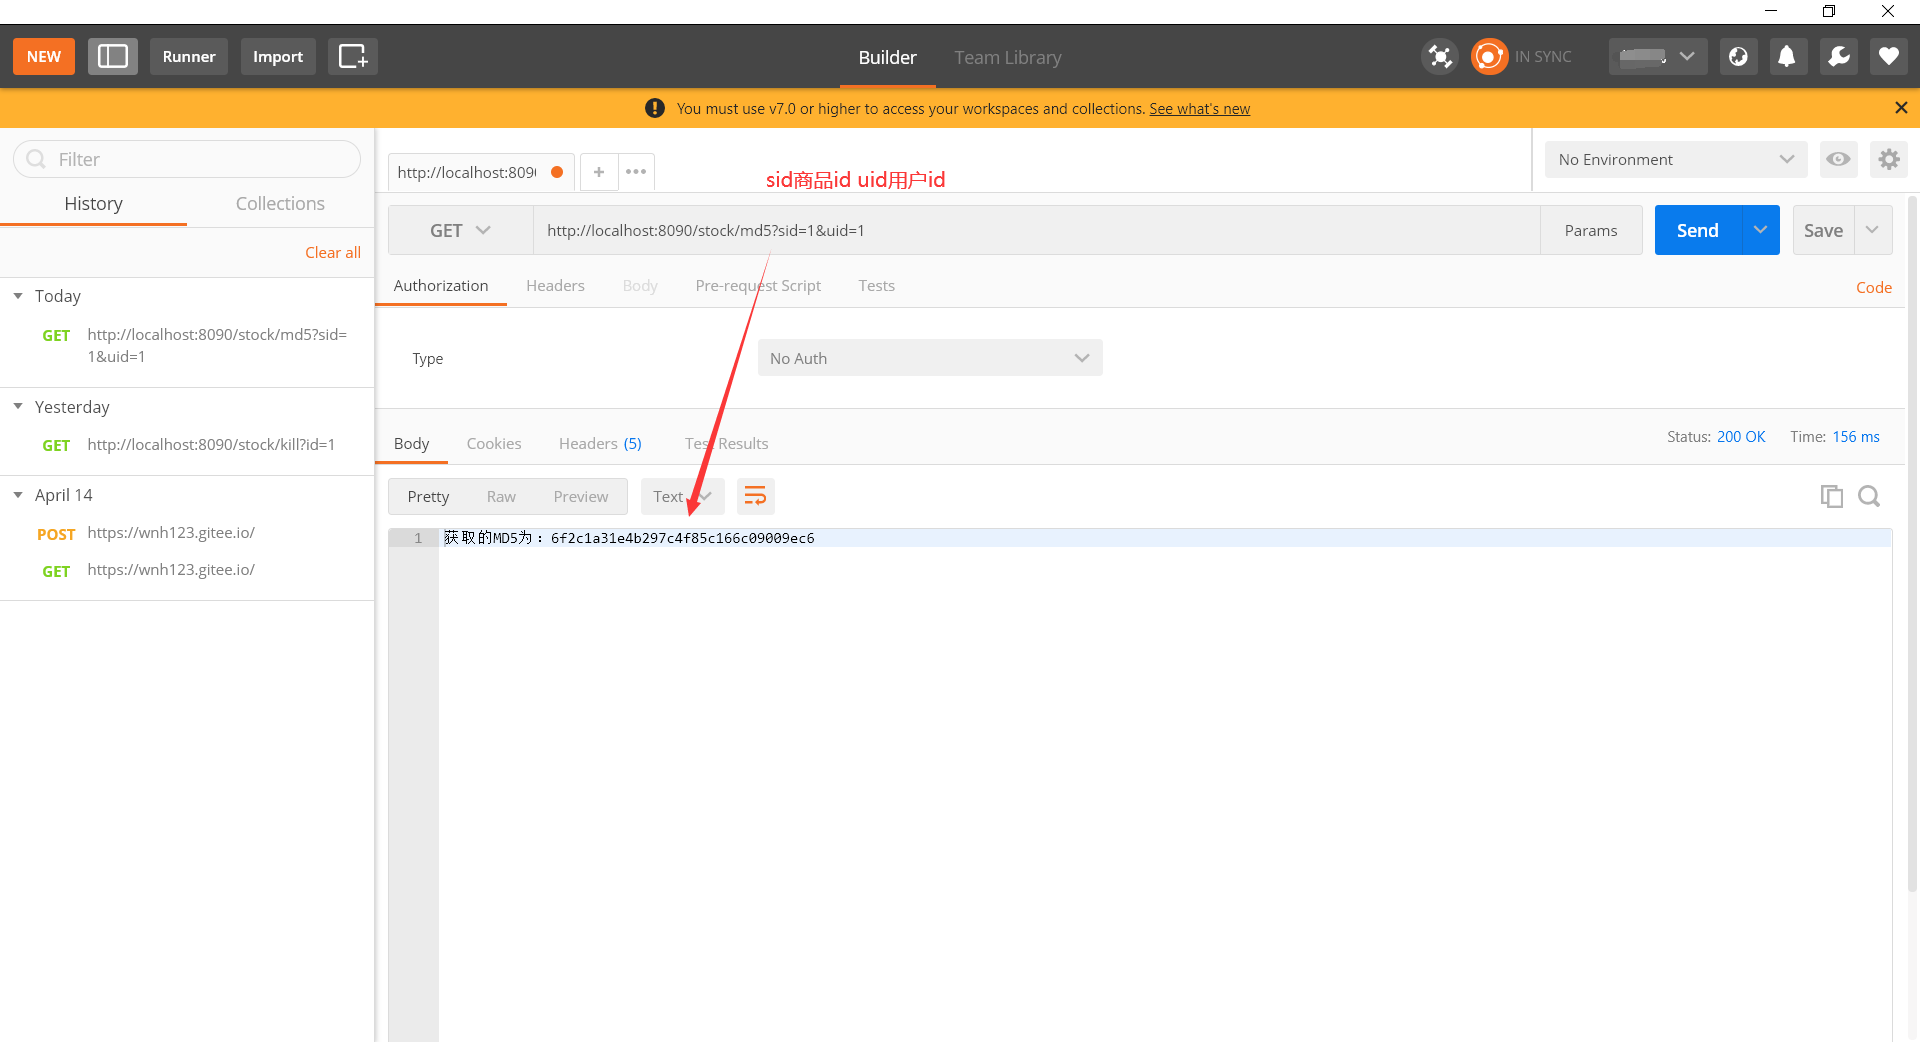 NEW
Runner
Import
Builder
Team Library
IN SYNC
You must use v7.0 or higher to access your workspaces and collections. See what's new
Filter
History
Collections
Clear all
Today
GET
http://localhost:8090/stock/md5?sid=
1&uid=1
Yesterday
GET
http://localhost:8090/stock/kill?id=1
April 14
POST
https://wnh123.gitee.io/
GET
https://wnh123.gitee.io/
http://localhost:809
sid商品id uid用户id
No Environment
GET
http://localhost:8090/stock/md5?sid=1&uid=1
Params
Send
Save
Authorization
Headers
Body
Pre-request Script
Tests
Code
Type
No Auth
Body
Cookies
Headers (5)
Test Results
Status: 200 OK
Time: 156 ms
Pretty
Raw
Preview
Text
1
获取的MD5为：6f2c1a31e4b297c4f85c166c09009ec6